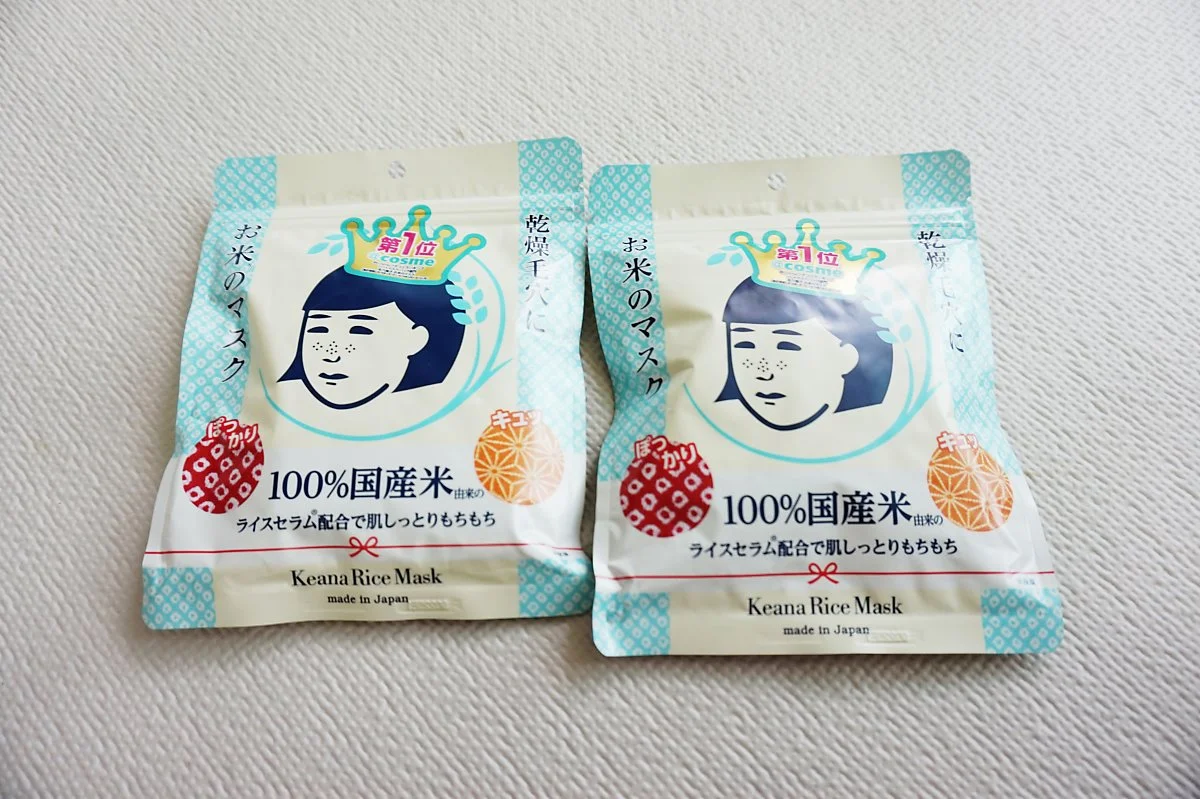 乾燥毛穴に
お米のマスク
第1位
@cosme
ぽっかり
キュッ
100%国産米由来の
ライスセラム®配合で肌しっとりもちもち
Keana Rice Mask
made in Japan
乾燥毛穴に
お米のマスク
第1位
@cosme
ぽっかり
キュッ
100%国産米由来の
ライスセラム®配合で肌しっとりもちもち
Keana Rice Mask
made in Japan